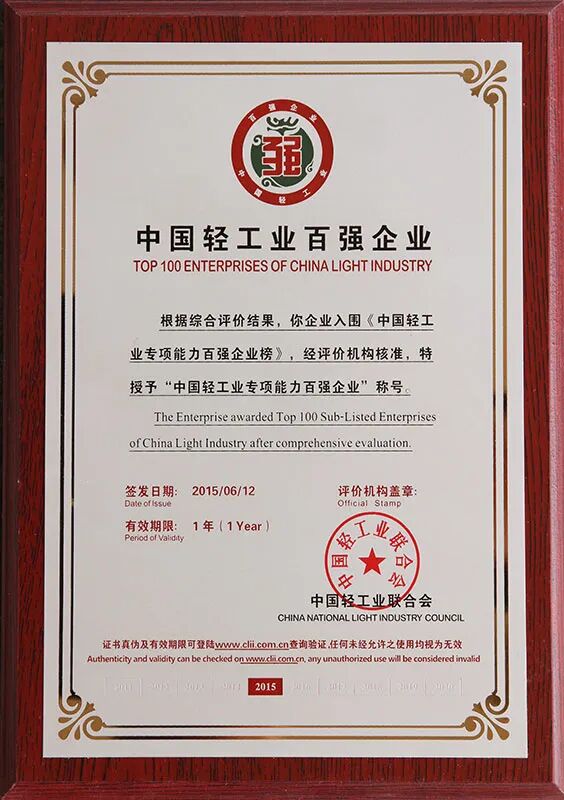 百强企业
强
中国轻工业
中国轻工业百强企业
TOP 100 ENTERPRISES OF CHINA LIGHT INDUSTRY
根据综合评价结果，你企业入围《中国轻工
业专项能力百强企业榜》，经评价机构核准，特
授予“中国轻工业专项能力百强企业”称号。
The Enterprise awarded Top 100 Sub-Listed Enterprises
of China Light Industry after comprehensive evaluation.
签发日期： 2015/06/12
Date of Issue
评价机构盖章：
Official Stamp
有效期限： 1 年（1 Year）
Period of Validity
中国轻工业联合会
中国轻工业联合会
CHINA NATIONAL LIGHT INDUSTRY COUNCIL
证书真伪及有效期限可登陆www.clii.com.cn查询验证,任何未经允许之使用均视为无效
Authenticity and validity can be checked on www.clii.com.cn, any unauthorized use will be considered invalid
2011 2012 2013 2014 2015 2016 2017 2018 2019 2020